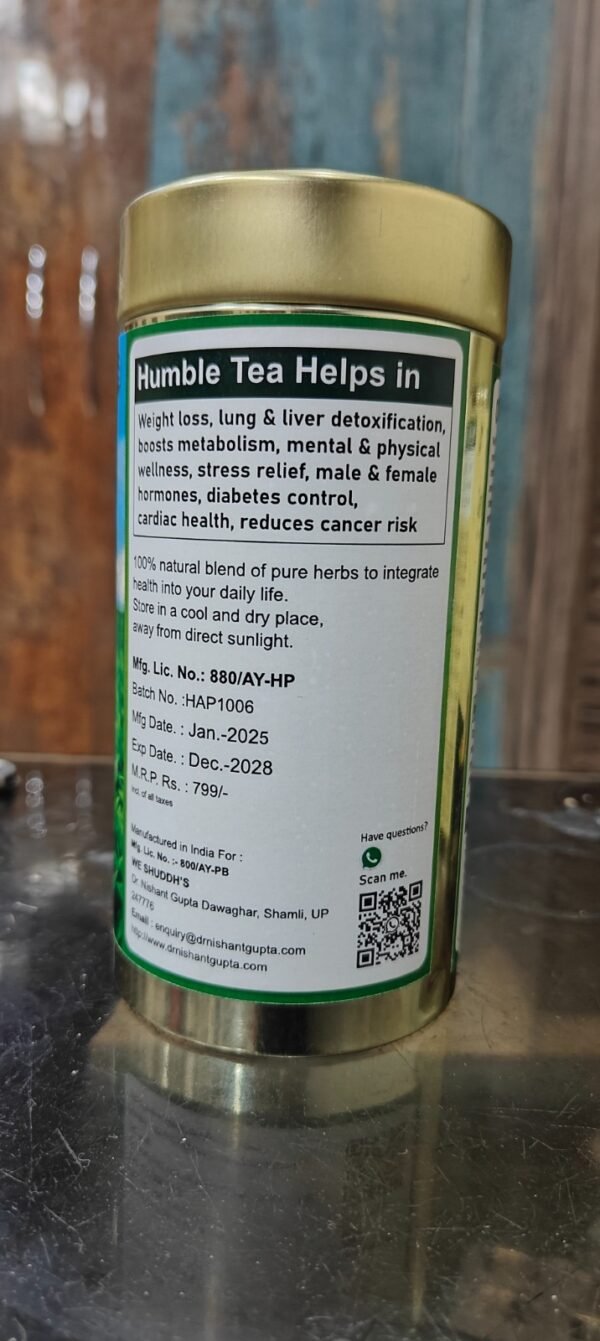 Humble Tea Helps in
Weight loss, lung & liver detoxification,
boosts metabolism, mental & physical
wellness, stress relief, male & female
hormones, diabetes control,
cardiac health, reduces cancer risk
100% natural blend of pure herbs to integrate
health into your daily life.
Store in a cool and dry place,
away from direct sunlight.
Mfg. Lic. No.: 880/AY-HP
Batch No. :HAP1006
Mfg Date. : Jan.-2025
Exp Date. : Dec.-2028
M.R.P. Rs. : 799/-
incl. of all taxes
Manufactured in India For :
Mfg. Lic. No. :- 800/AY-PB
WE SHUDDH'S
Dr. Nishant Gupta Dawaghar, Shamli, UP
247776
Email : enquiry@drnishantgupta.com
http://www.drnishantgupta.com
Have questions?
Scan me.